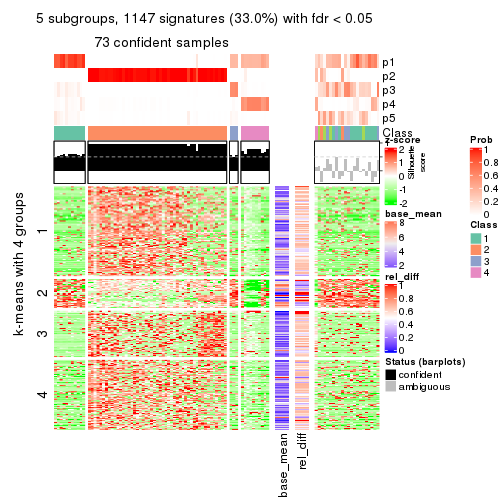 5 subgroups, 1147 signatures (33.0%) with fdr < 0.05
73 confident samples
p1
p2
p3
p4
p5
Class
k-means with 4 groups
1
2
3
4
base_mean
rel_diff
Silhouette
score
z-score
2
1
0
-1
-2
base_mean
8
6
4
2
rel_diff
1
0.8
0.6
0.4
0.2
0
Status (barplots)
confident
ambiguous
Prob
1
0.8
0.6
0.4
0.2
0
Class
1
2
3
4